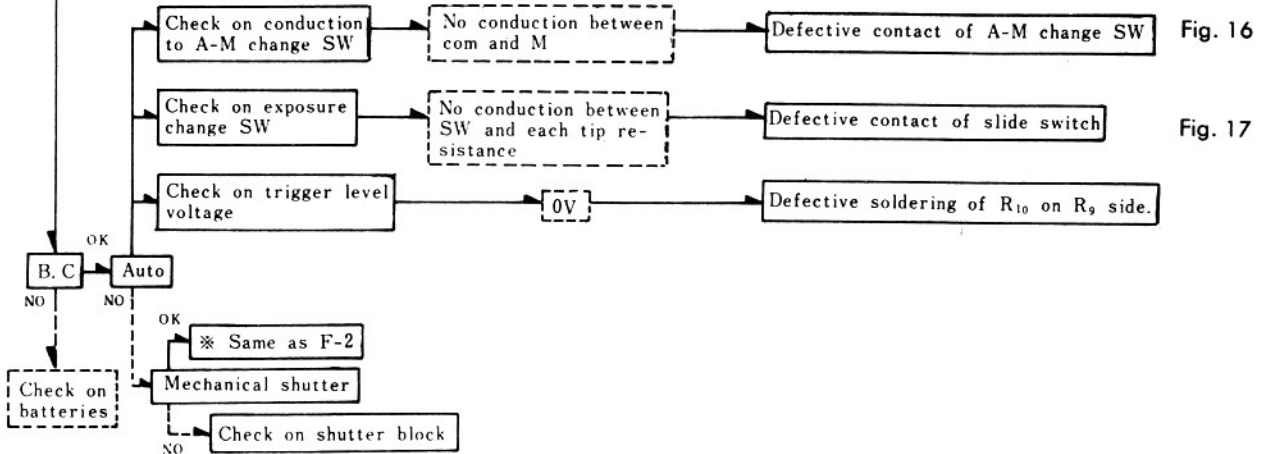 Check on conduction
to A-M change SW
No conduction between
com and M
Defective contact of A-M change SW
Fig. 16
Check on exposure
change SW
No conduction between
SW and each tip re-
sistance
Defective contact of slide switch
Fig. 17
Check on trigger level
voltage
0V
Defective soldering of R₁₀ on R₉ side.
OK
B. C
Auto
NO
NO
OK
※ Same as F-2
Mechanical shutter
Check on
batteries
Check on shutter block
NO